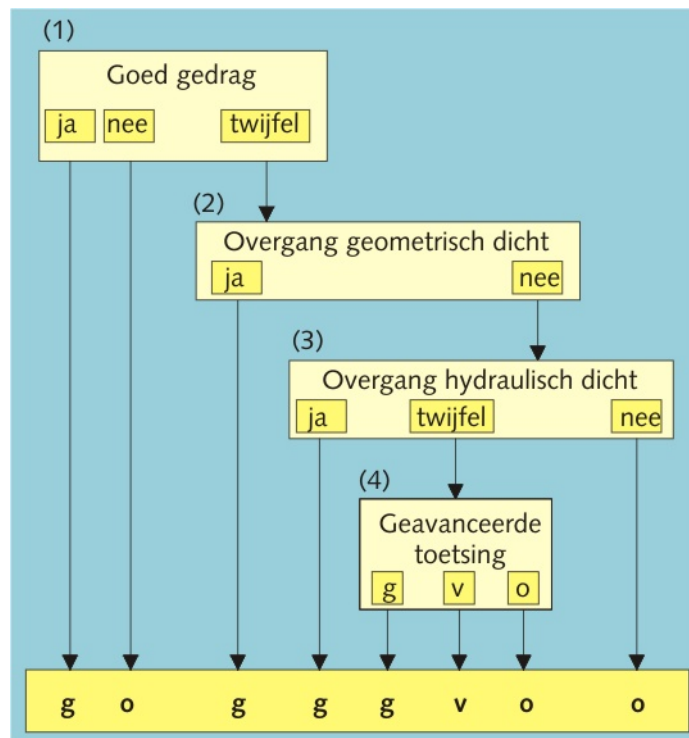 (1)
Goed gedrag
ja nee twijfel
(2)
Overgang geometrisch dicht
ja nee
(3)
Overgang hydraulisch dicht
ja twijfel nee
(4)
Geavanceerde
toetsing
g v o
g o g g g v o o